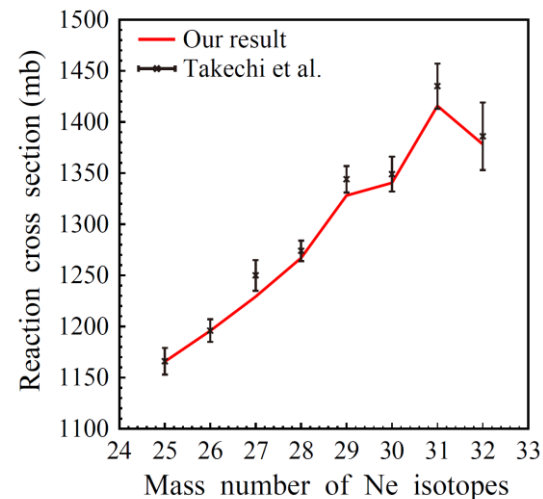 Our result
Takechi et al.
Reaction cross section (mb)
1500
1450
1400
1350
1300
1250
1200
1150
1100
24 25 26 27 28 29 30 31 32 33
Mass number of Ne isotopes